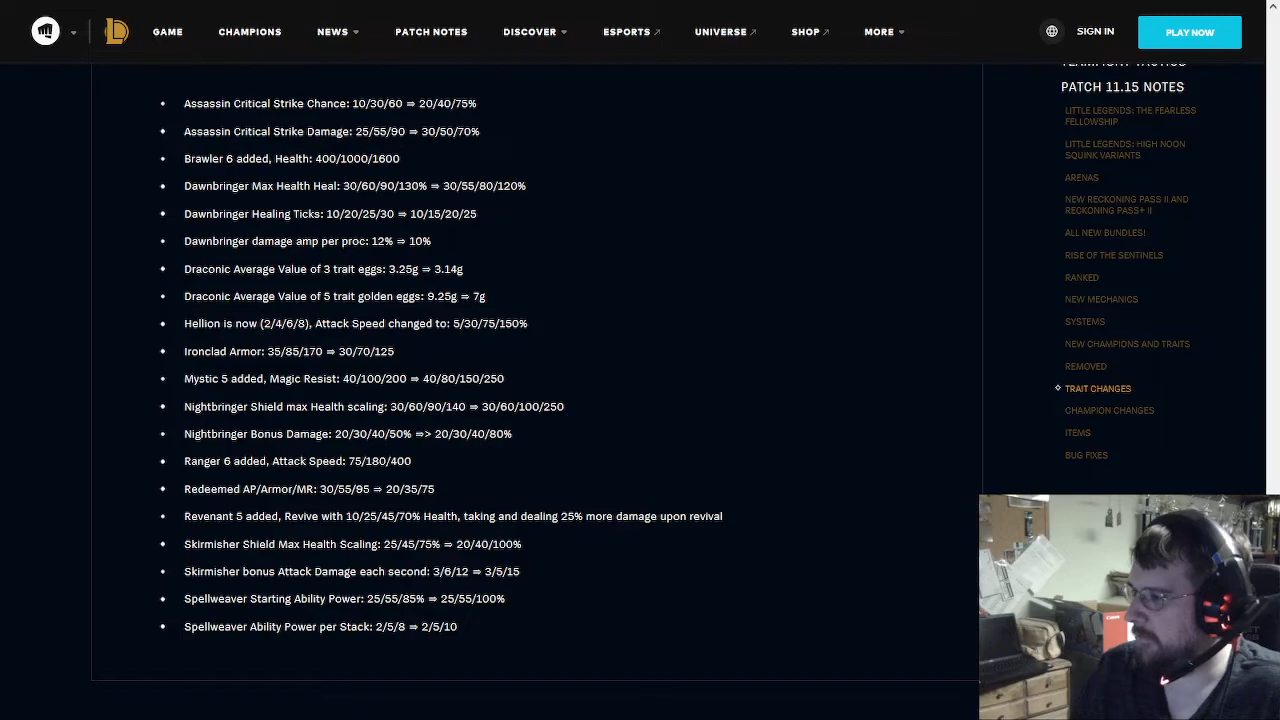 GAME
CHAMPIONS
NEWS
PATCH NOTES
DISCOVER
ESPORTS
UNIVERSE
SHOP
MORE
SIGN IN
PLAY NOW
Assassin Critical Strike Chance: 10/30/60 ⇒ 20/40/75%
Assassin Critical Strike Damage: 25/50/75 ⇒ 30/50/70%
Brawler 6 added, Health: 400/1000/1800
Dawnbringer Max Health Heal: 30/60/90/130% ⇒ 30/55/80/120%
Dawnbringer Healing Ticks: 10/20/25/30 ⇒ 10/15/20/25
Dawnbringer damage amp per proc: 12% ⇒ 10%
Draconic Average Value of 3 trait eggs: 3.25g ⇒ 3.14g
Draconic Average Value of 5 trait golden eggs: 9.25g ⇒ 7g
Hellion is now (2/4/6/8), Attack Speed changed to: 5/30/75/150%
Ironclad Armor: 35/85/170 ⇒ 30/70/125
Mystic 5 added, Magic Resist: 40/100/200 ⇒ 40/80/150/250
Nightbringer Shield max Health scaling: 30/60/90/140 ⇒ 30/60/100/250
Nightbringer Bonus Damage: 20/30/40/50% => 20/30/40/80%
Ranger 6 added, Attack Speed: 75/180/400
Redeemed AP/Armor/MR: 30/55/95 ⇒ 20/35/75
Revenant 5 added, Revive with 10/25/45/70% Health, taking and dealing 25% more damage upon revival
Skirmisher Shield Max Health Scaling: 25/45/75% ⇒ 20/40/100%
Skirmisher bonus Attack Damage each second: 3/6/12 ⇒ 3/5/15
Spellweaver Starting Ability Power: 25/55/85% ⇒ 25/55/100%
Spellweaver Ability Power per Stack: 2/5/8 ⇒ 2/5/10
TEAMFIGHT TACTICS
PATCH 11.15 NOTES
LITTLE LEGENDS: THE FEARLESS
FELLOWSHIP
LITTLE LEGENDS: HIGH NOON
SQUINK VARIANTS
ARENAS
NEW RECKONING PASS II AND
RECKONING PASS+ II
ALL NEW BUNDLES!
RISE OF THE SENTINELS
RANKED
NEW MECHANICS
SYSTEMS
NEW CHAMPIONS AND TRAITS
REMOVED
TRAIT CHANGES
CHAMPION CHANGES
ITEMS
BUG FIXES